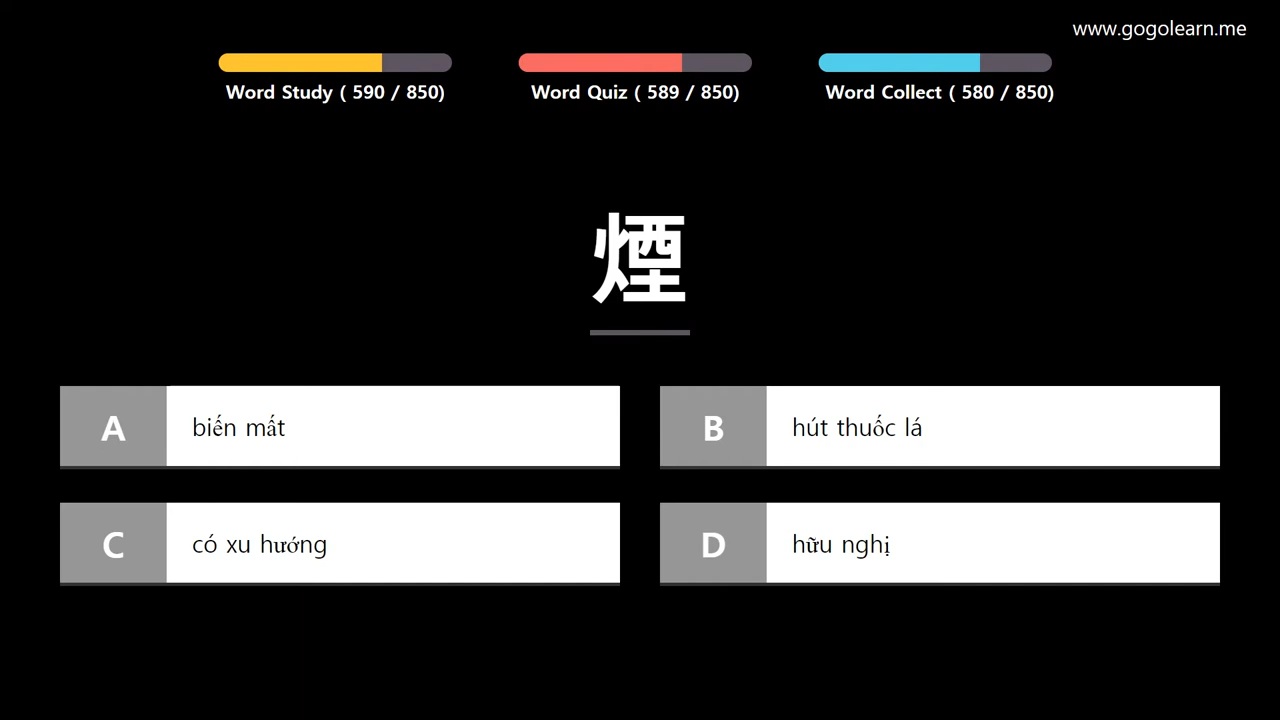 www.gogolearn.me
Word Study ( 590 / 850)
Word Quiz ( 589 / 850)
Word Collect ( 580 / 850)
煙
A biến mất
B hút thuốc lá
C có xu hướng
D hữu nghị